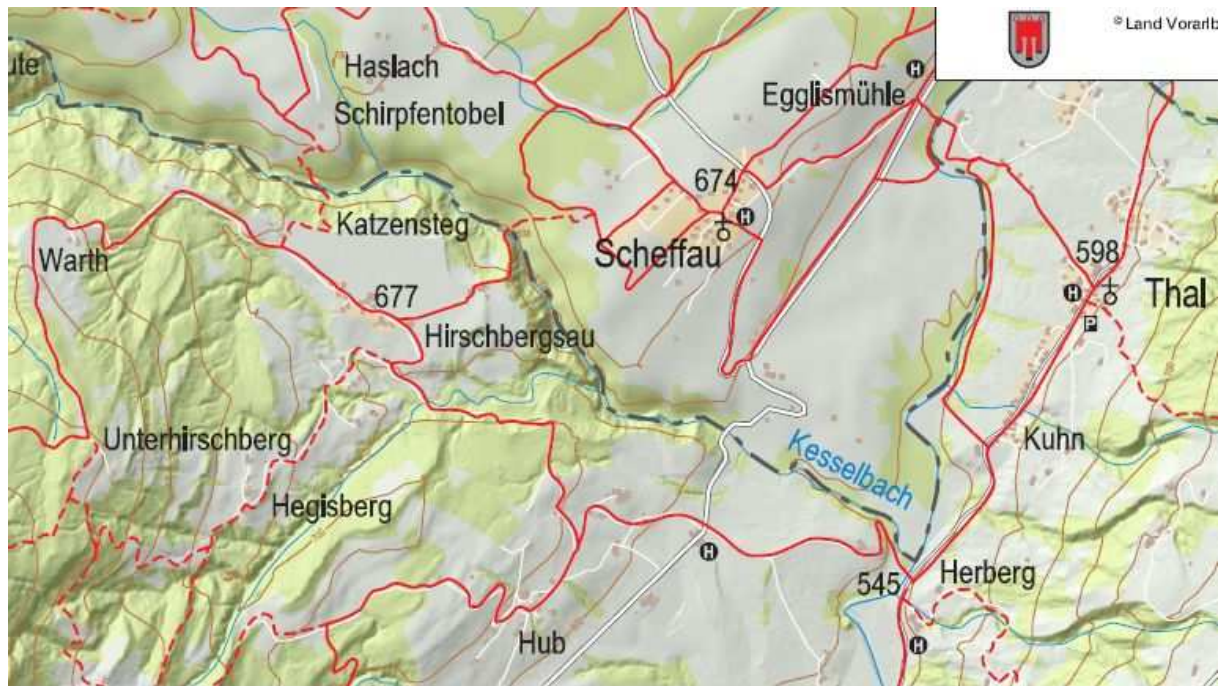 © Land Vorarlb
ute
Haslach
Schirpfentobel
Egglismühle
H
674
H
Katzensteg
Warth
Scheffau
598
H
Thal
P
677
Hirschbergsau
Unterhirschberg
Kuhn
Kesselbach
Hegisberg
H
545
Herberg
Hub
H